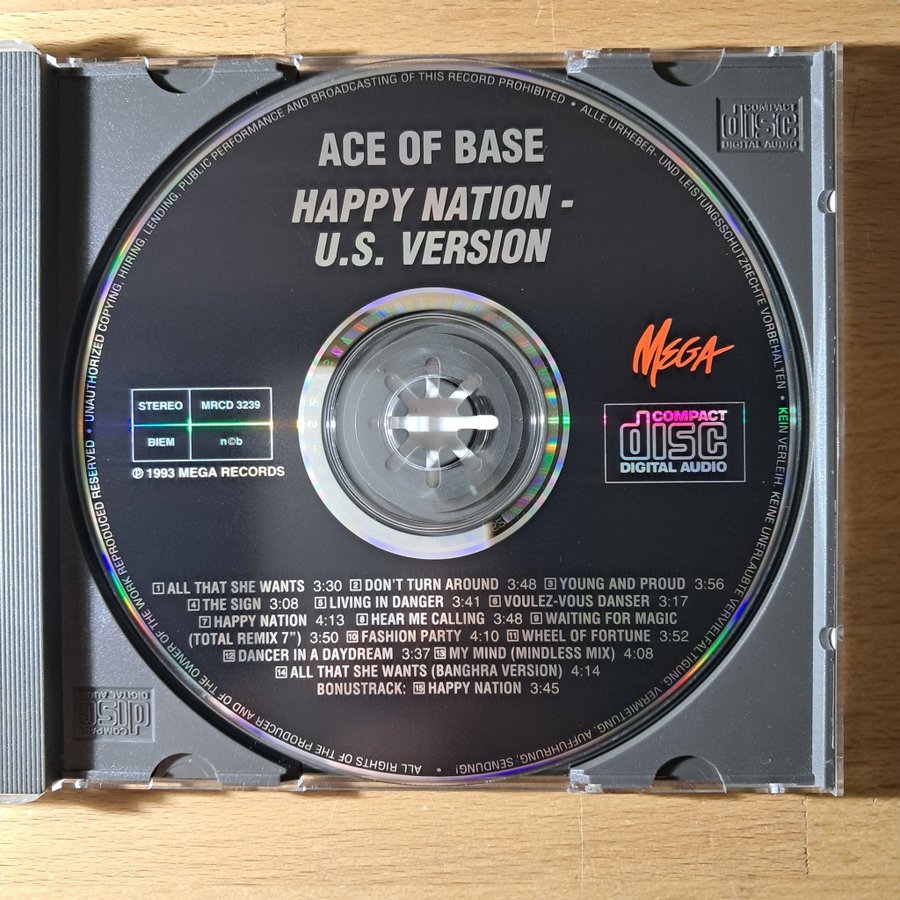 ACE OF BASE
HAPPY NATION -
U.S. VERSION
MEGA
STEREO MRCD 3239
BIEM n©b
℗ 1993 MEGA RECORDS
COMPACT
disc
DIGITAL AUDIO
1 ALL THAT SHE WANTS 3:30 2 DON'T TURN AROUND 3:48 3 YOUNG AND PROUD 3:56
4 THE SIGN 3:08 5 LIVING IN DANGER 3:41 6 VOULEZ-VOUS DANSER 3:17
7 HAPPY NATION 4:13 8 HEAR ME CALLING 3:48 9 WAITING FOR MAGIC
(TOTAL REMIX 7") 3:50 10 FASHION PARTY 4:10 11 WHEEL OF FORTUNE 3:52
12 DANCER IN A DAYDREAM 3:37 13 MY MIND (MINDLESS MIX) 4:08
14 ALL THAT SHE WANTS (BANGHRA VERSION) 4:14
BONUSTRACK: 15 HAPPY NATION 3:45
ALL RIGHTS OF THE PRODUCER AND OF THE OWNER OF THE WORK REPRODUCED RESERVED • UNAUTHORIZED COPYING, HIRING, LENDING, PUBLIC PERFORMANCE AND BROADCASTING OF THIS RECORD PROHIBITED • ALLE URHEBER- UND LEISTUNGSSCHUTZRECHTE VORBEHALTEN • KEIN VERLEIH, KEINE UNERLAUBTE VERVIELFÄLTIGUNG, VERMIETUNG, AUFFÜHRUNG, SENDUNG!
COMPACT
disc
DIGITAL AUDIO
COMPACT
disc
DIGITAL AUDIO